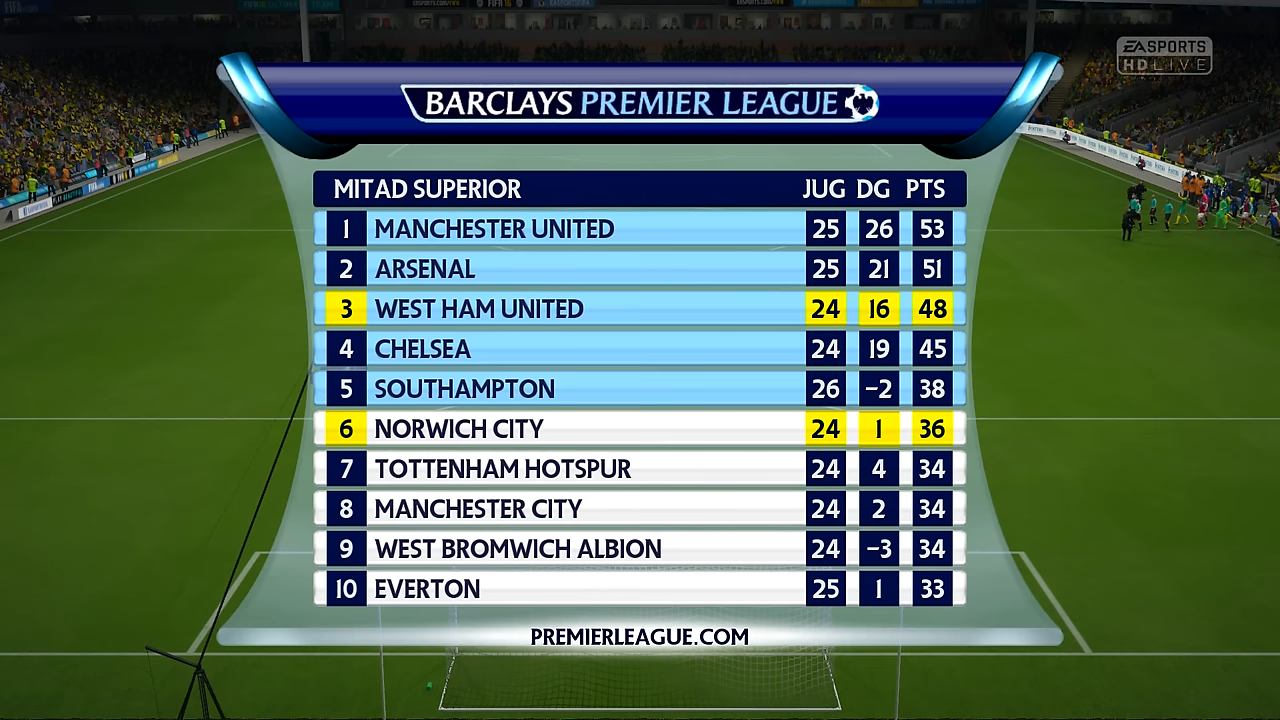 EA SPORTS
HD LIVE
BARCLAYS PREMIER LEAGUE
MITAD SUPERIOR JUG DG PTS
1 MANCHESTER UNITED 25 26 53
2 ARSENAL 25 21 51
3 WEST HAM UNITED 24 16 48
4 CHELSEA 24 19 45
5 SOUTHAMPTON 26 −2 38
6 NORWICH CITY 24 1 36
7 TOTTENHAM HOTSPUR 24 4 34
8 MANCHESTER CITY 24 2 34
9 WEST BROMWICH ALBION 24 −3 34
10 EVERTON 25 1 33
PREMIERLEAGUE.COM